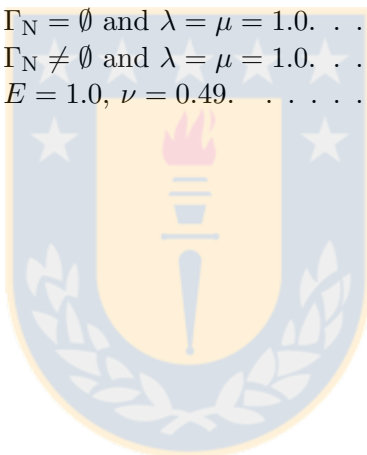 Γ_N = ∅ and λ = μ = 1.0. . .
Γ_N ≠ ∅ and λ = μ = 1.0. . .
E = 1.0, ν = 0.49. . . . . . .